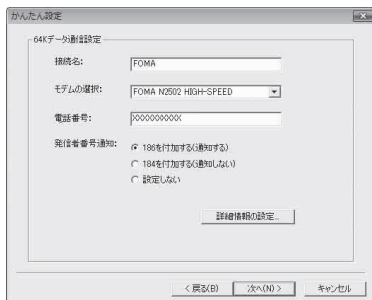 かんたん設定
64Kデータ通信設定
接続名: FOMA
モデムの選択: FOMA N2502 HIGH-SPEED
電話番号: XXXXXXXXXX
発信者番号通知: 186を付加する(通知する)
184を付加する(通知しない)
設定しない
詳細情報の設定...
< 戻る(B) 次へ(N) > キャンセル